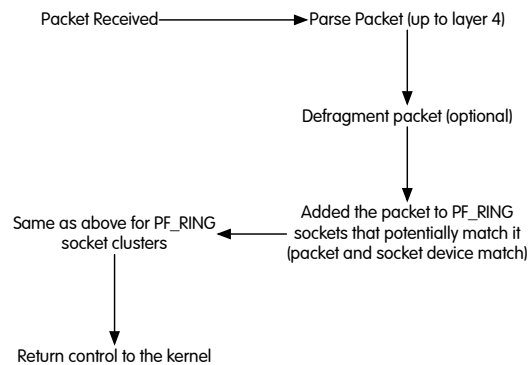 Packet Received
Parse Packet (up to layer 4)
Defragment packet (optional)
Added the packet to PF_RING
sockets that potentially match it
(packet and socket device match)
Same as above for PF_RING
socket clusters
Return control to the kernel